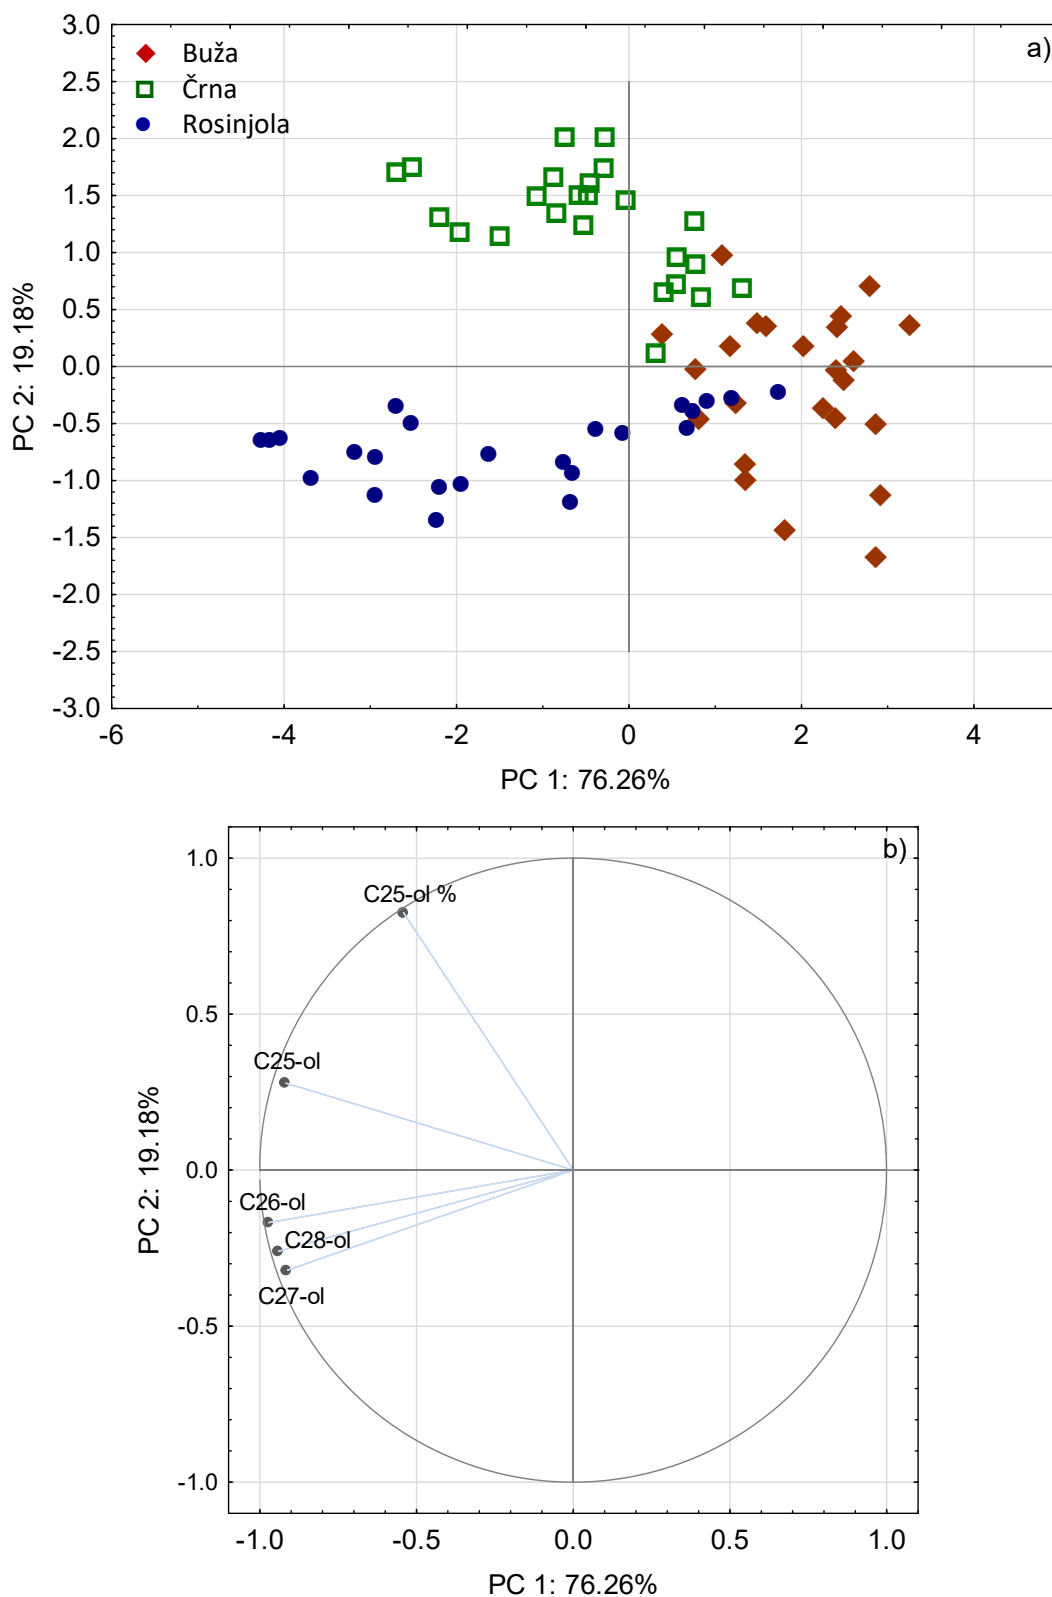 a)
Buža
Črna
Rosinjola
3.0
2.5
2.0
1.5
1.0
0.5
0.0
-0.5
-1.0
-1.5
-2.0
-2.5
-3.0
PC 2: 19.18%
-6 -4 -2 0 2 4
PC 1: 76.26%
b)
1.0
0.5
0.0
-0.5
-1.0
PC 2: 19.18%
C25-ol %
C25-ol
C26-ol
C28-ol
C27-ol
-1.0 -0.5 0.0 0.5 1.0
PC 1: 76.26%